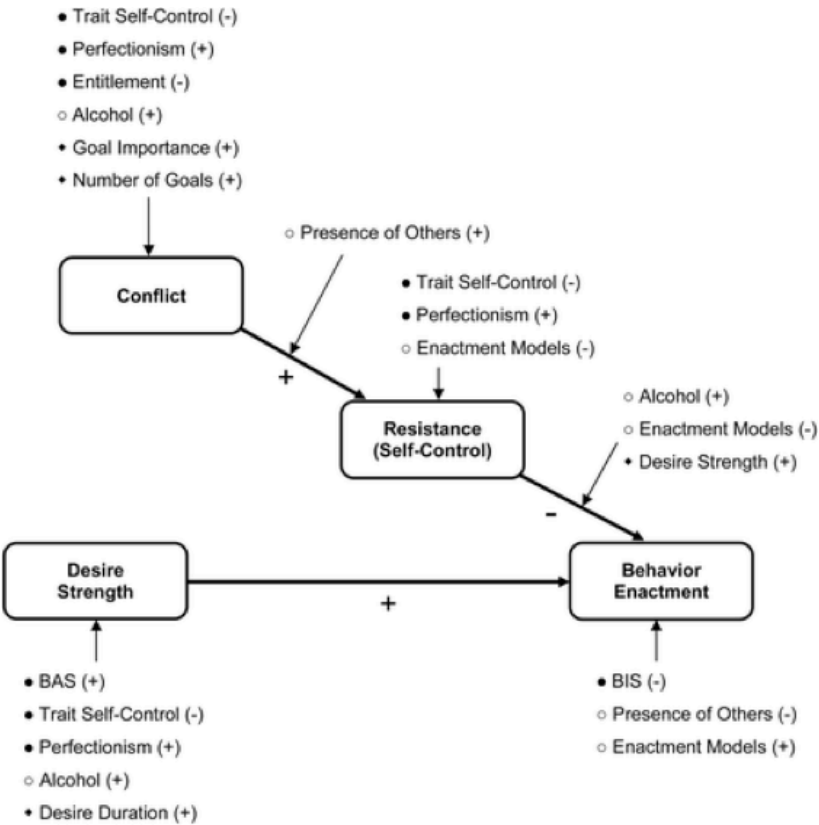 • Trait Self-Control (-)
• Perfectionism (+)
• Entitlement (-)
○ Alcohol (+)
⬩ Goal Importance (+)
⬩ Number of Goals (+)
○ Presence of Others (+)
Conflict
• Trait Self-Control (-)
• Perfectionism (+)
○ Enactment Models (-)
+
Resistance
(Self-Control)
○ Alcohol (+)
○ Enactment Models (-)
⬩ Desire Strength (+)
-
Desire
Strength
+
Behavior
Enactment
• BAS (+)
• Trait Self-Control (-)
• Perfectionism (+)
○ Alcohol (+)
⬩ Desire Duration (+)
• BIS (-)
○ Presence of Others (-)
○ Enactment Models (+)